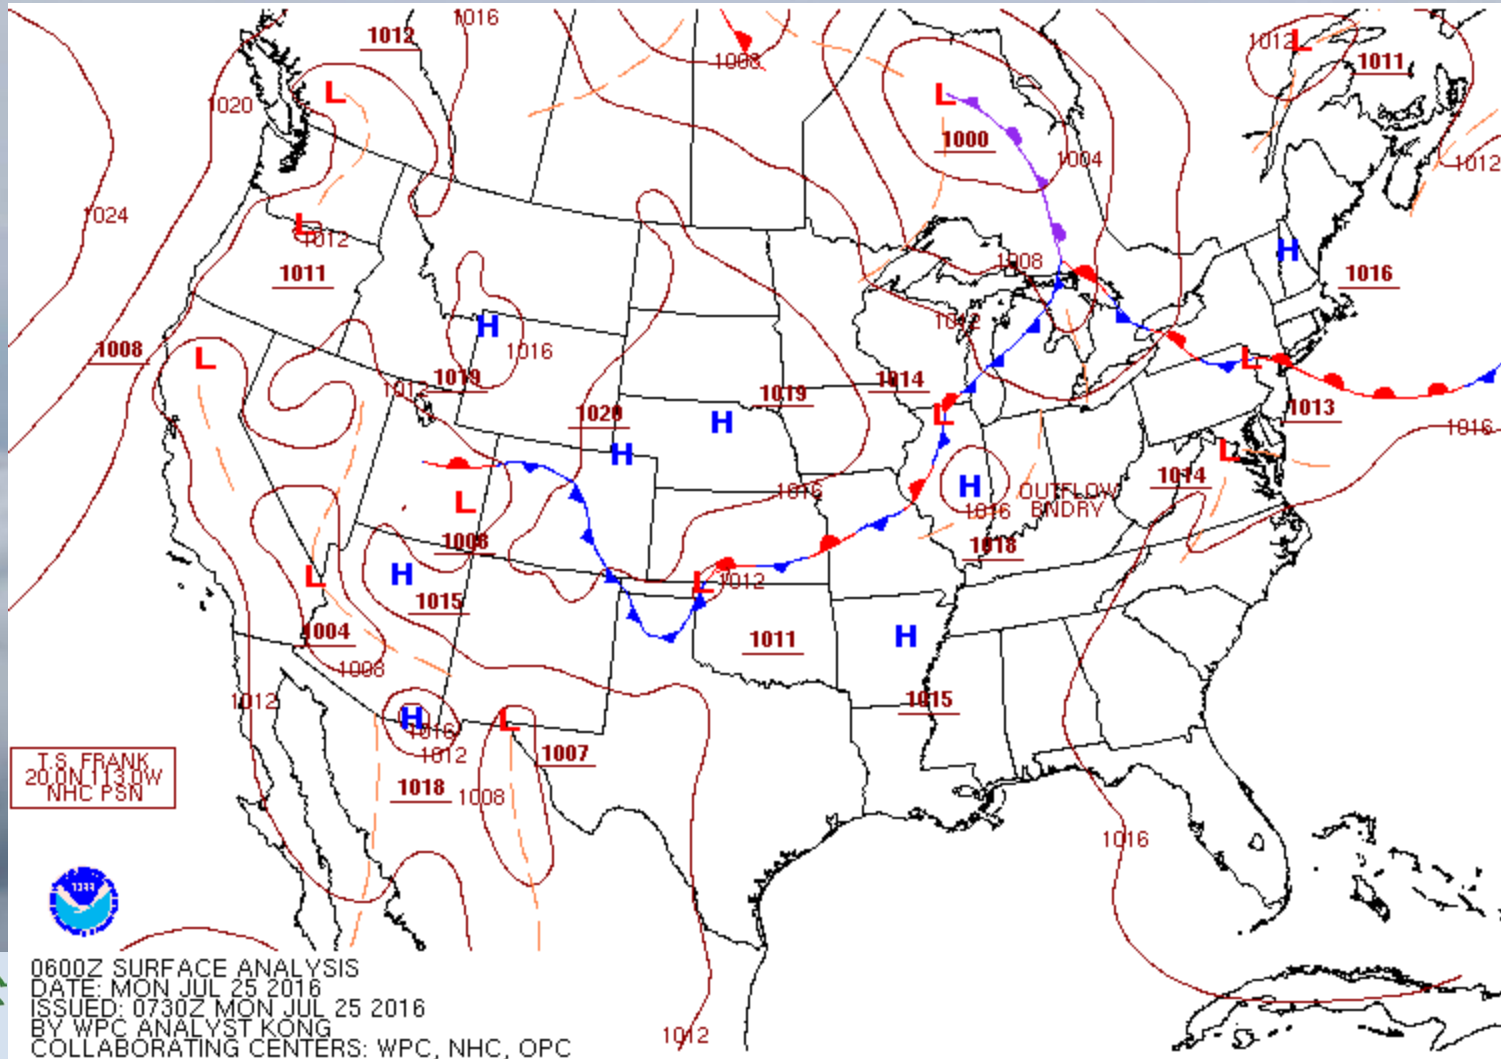 1016
1012
1012
1011
1008
1020
1000
1004
1012
1024
1012
1008
1016
1011
1008
1012
1016
1019
1019
1014
1020
1013
1016
1016
OUTFLOW
BNDRY
1014
1016
1008
1018
1012
1015
1004
1011
1008
1012
1015
1016
1012
1007
T.S. FRANK
20.0N 113.0W
NHC PSN
1018
1008
1016
1012
0600Z SURFACE ANALYSIS
DATE: MON JUL 25 2016
ISSUED: 0730Z MON JUL 25 2016
BY WPC ANALYST KONG
COLLABORATING CENTERS: WPC, NHC, OPC
L
L
L
L
L
L
L
L
L
L
L
L
H
H
H
H
H
H
H
H